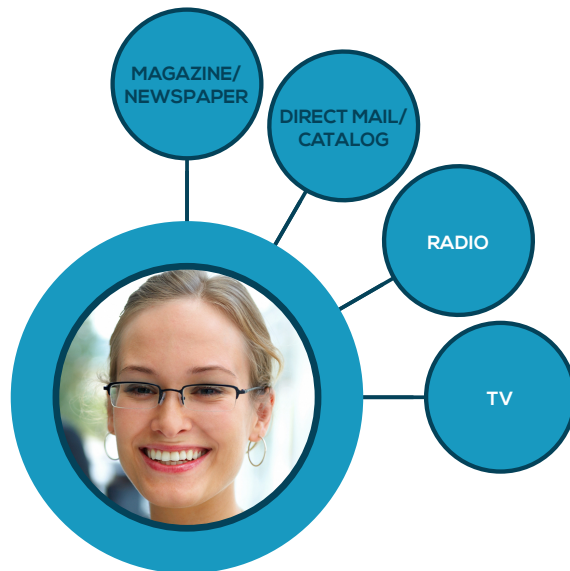 MAGAZINE/
NEWSPAPER
DIRECT MAIL/
CATALOG
RADIO
TV